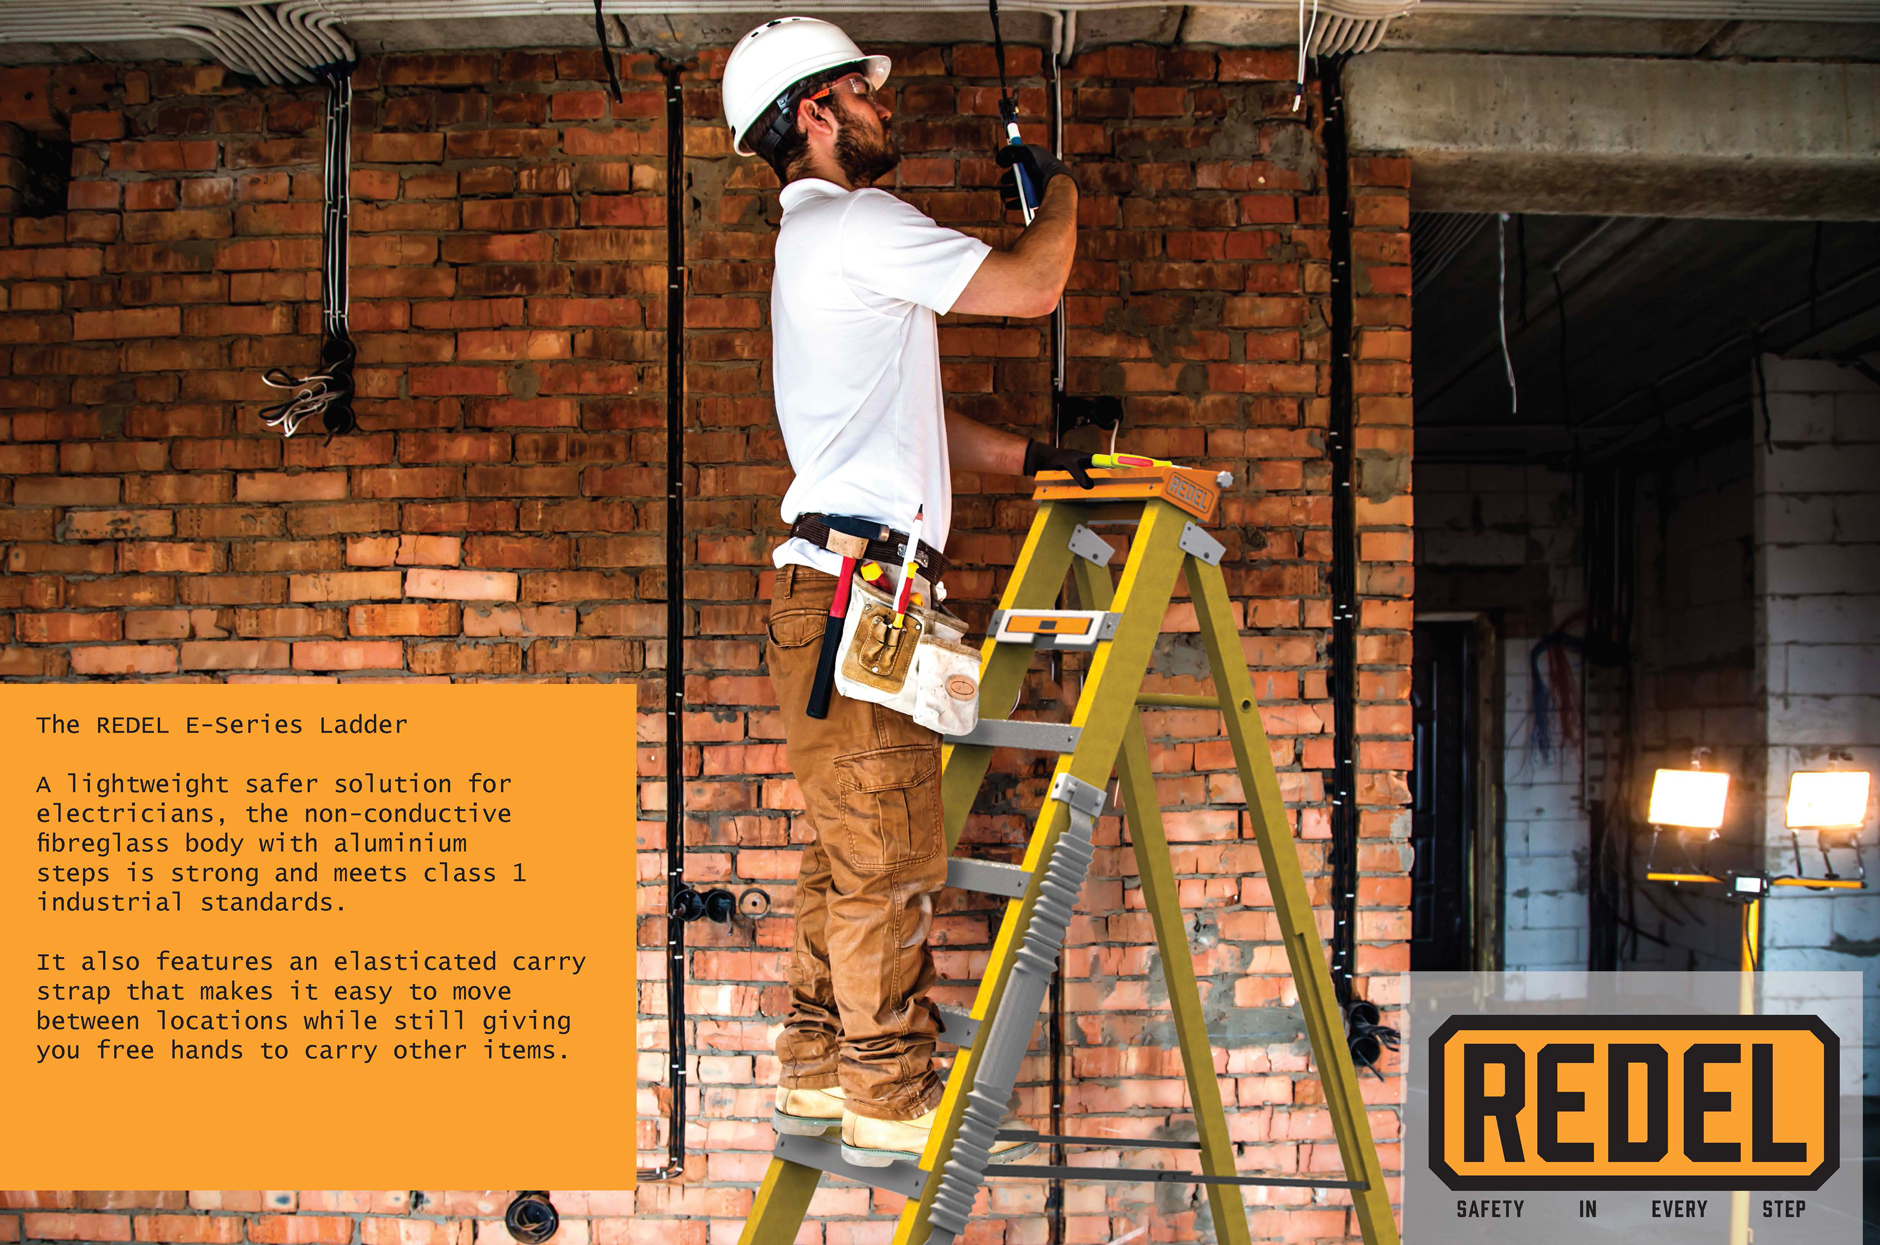 REDEL
The REDEL E-Series Ladder
A lightweight safer solution for
electricians, the non-conductive
fibreglass body with aluminium
steps is strong and meets class 1
industrial standards.
It also features an elasticated carry
strap that makes it easy to move
between locations while still giving
you free hands to carry other items.
REDEL
SAFETY IN EVERY STEP